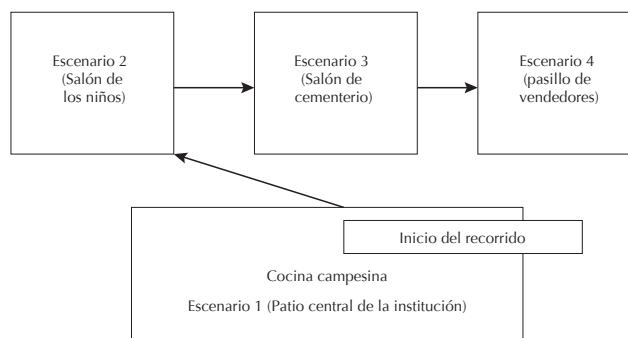 Escenario 2
(Salón de
los niños)
Escenario 3
(Salón de
cementerio)
Escenario 4
(pasillo de
vendedores)
Inicio del recorrido
Cocina campesina
Escenario 1 (Patio central de la institución)